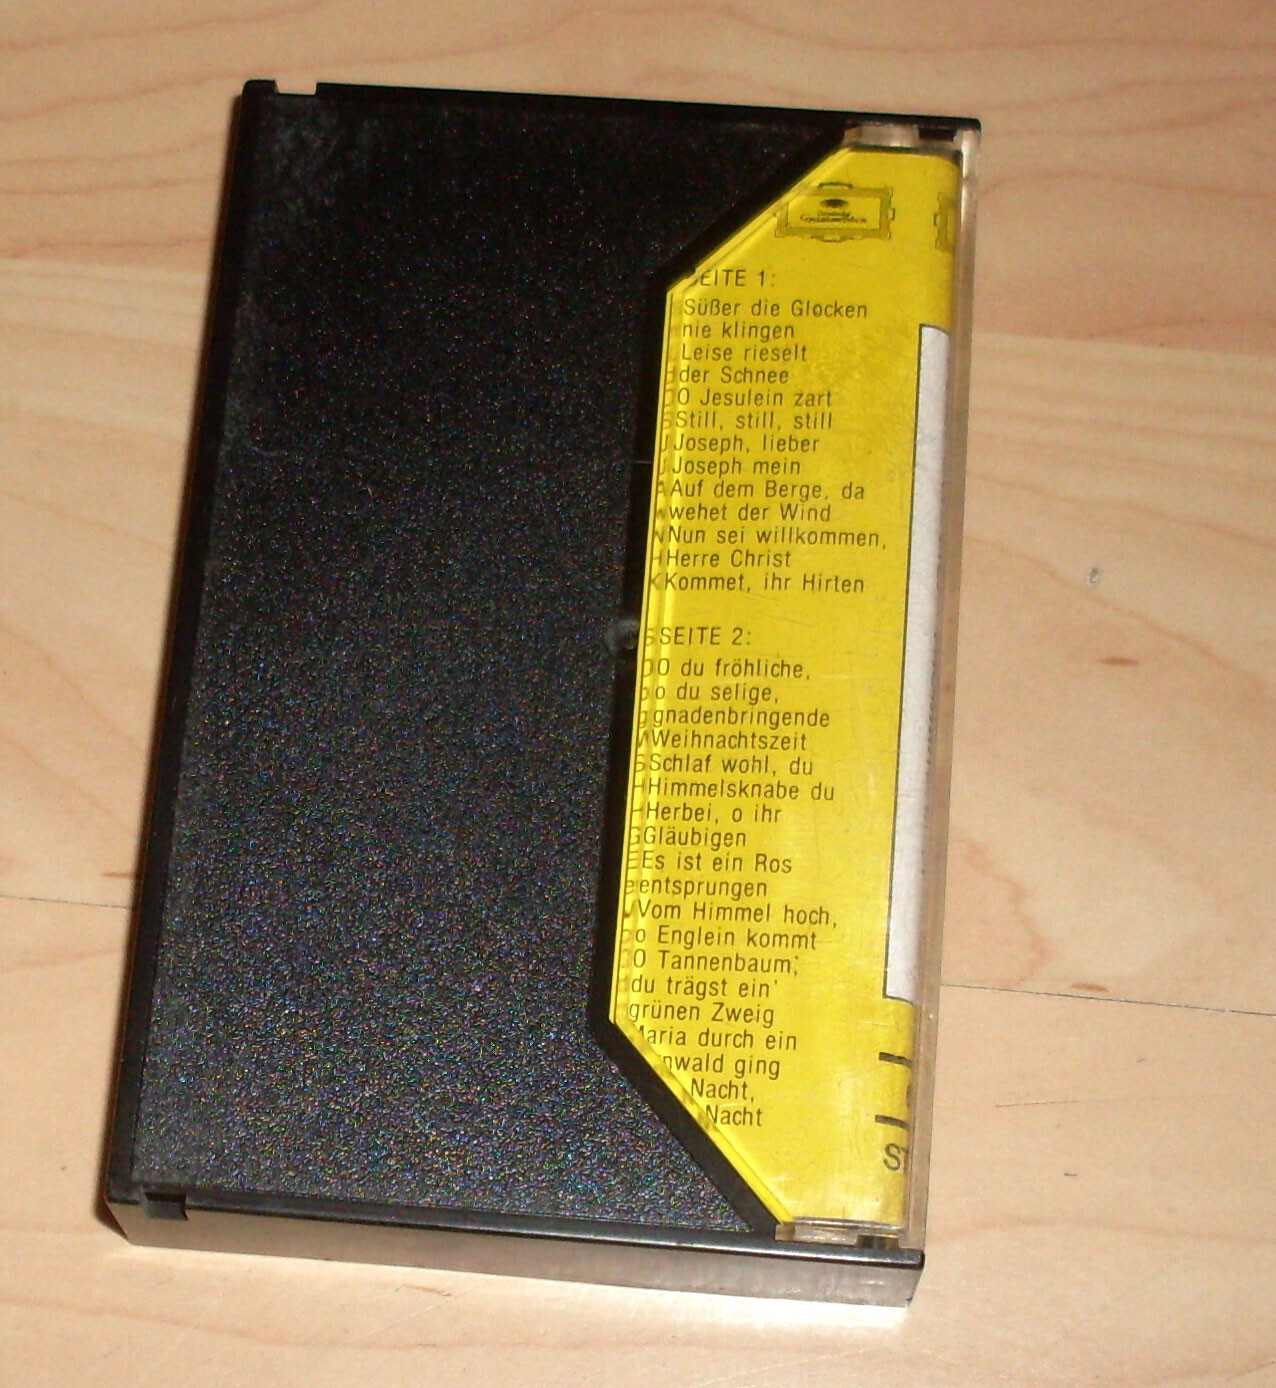 Deutsche
Grammophon
SEITE 1:
Süßer die Glocken
nie klingen
Leise rieselt
der Schnee
O Jesulein zart
Still, still, still
Joseph, lieber
Joseph mein
Auf dem Berge, da
wehet der Wind
Nun sei willkommen,
Herre Christ
Kommet, ihr Hirten
SEITE 2:
O du fröhliche,
o du selige,
gnadenbringende
Weihnachtszeit
Schlaf wohl, du
Himmelsknabe du
Herbei, o ihr
Gläubigen
Es ist ein Ros
entsprungen
Vom Himmel hoch,
o Englein kommt
O Tannenbaum,
du trägst ein'
grünen Zweig
Maria durch ein
nwald ging
Nacht,
Nacht